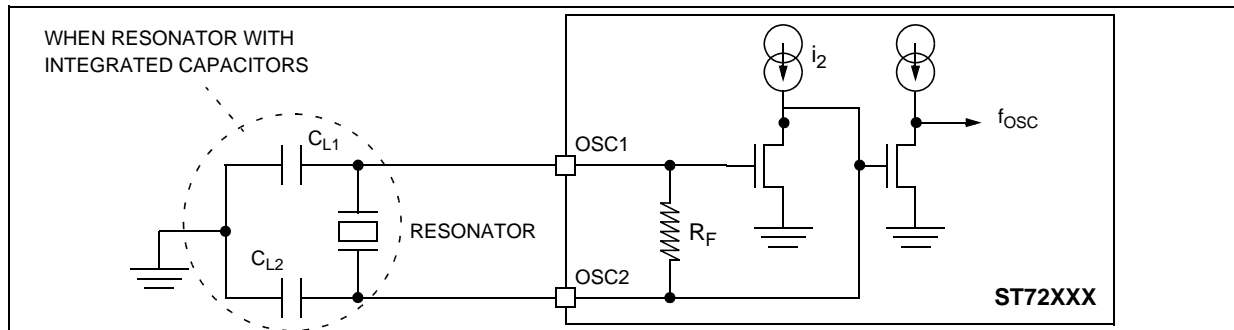 WHEN RESONATOR WITH
INTEGRATED CAPACITORS
i2
fOSC
CL1
OSC1
RESONATOR
RF
CL2
OSC2
ST72XXX